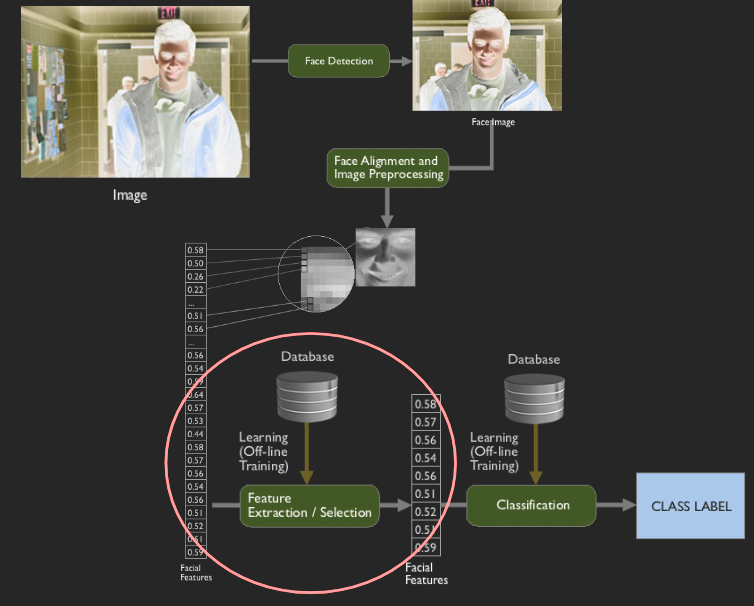 EXIT
EXIT
Face Detection
Face Image
Image
Face Alignment and
Image Preprocessing
0.58
0.50
0.26
0.22
...
0.51
0.56
...
0.56
0.54
0.59
0.64
0.57
0.53
0.44
0.58
0.57
0.56
0.54
0.56
0.51
0.52
0.51
0.59
Facial
Features
Database
Learning
(Off-line
Training)
Feature
Extraction / Selection
0.58
0.57
0.56
0.54
0.56
0.51
0.52
0.51
0.59
Facial
Features
Database
Learning
(Off-line
Training)
Classification
CLASS LABEL